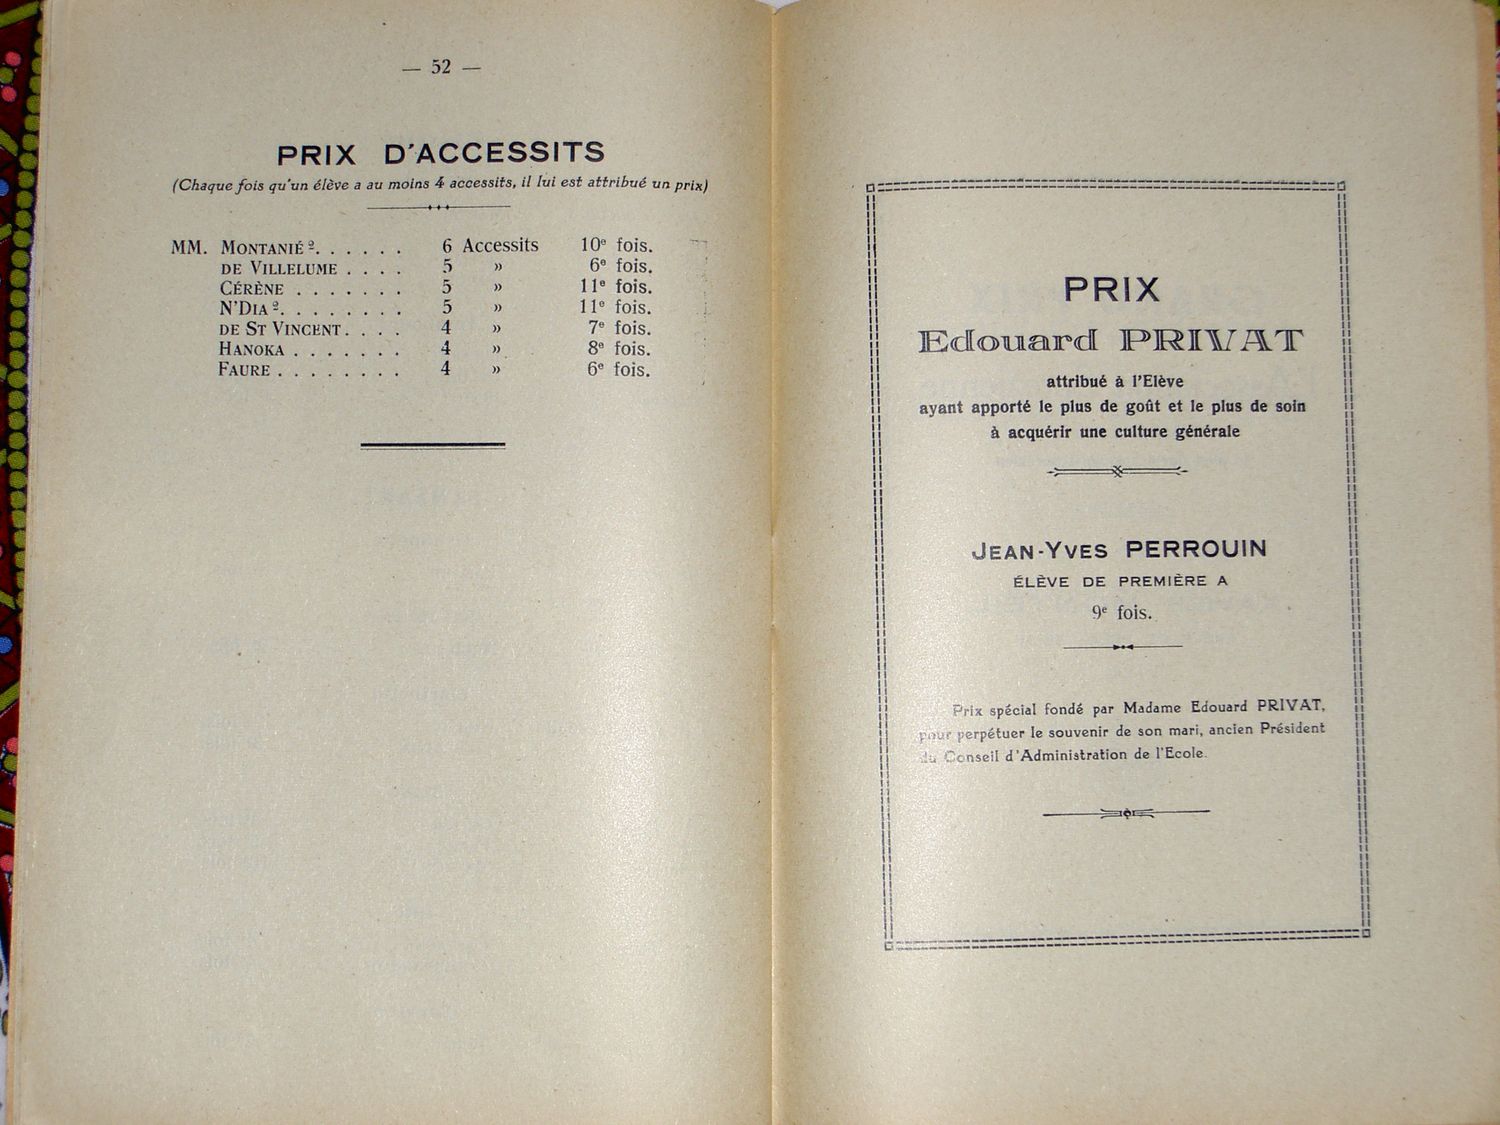 — 52 —
PRIX D'ACCESSITS
(Chaque fois qu'un élève a au moins 4 accessits, il lui est attribué un prix)
MM. MONTANIÉ 2. . . . . . 6 Accessits 10e fois.
DE VILLELUME . . . . 5 » 6e fois.
CÉRÈNE . . . . . . . 5 » 11e fois.
N'DIA 2. . . . . . . . 5 » 11e fois.
DE ST VINCENT. . . . 4 » 7e fois.
HANOKA . . . . . . . 4 » 8e fois.
FAURE . . . . . . . . 4 » 6e fois.
PRIX
Edouard PRIVAT
attribué à l'Elève
ayant apporté le plus de goût et le plus de soin
à acquérir une culture générale
JEAN-YVES PERROUIN
ÉLÈVE DE PREMIÈRE A
9e fois.
Prix spécial fondé par Madame Edouard PRIVAT,
pour perpétuer le souvenir de son mari, ancien Président
du Conseil d'Administration de l'Ecole.